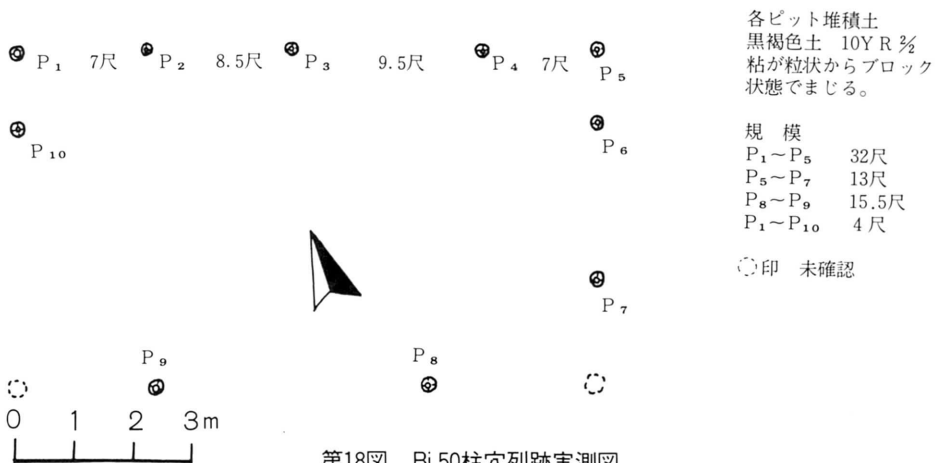 P₁ 7尺 P₂ 8.5尺 P₃ 9.5尺 P₄ 7尺 P₅
P₁₀
P₆
P₇
P₉
P₈
0 1 2 3m
第18図 Bj 50柱穴列跡実測図
各ピット堆積土
黒褐色土 10YR 2/2
粘が粒状からブロック
状態でまじる。
規 模
P₁~P₅ 32尺
P₅~P₇ 13尺
P₈~P₉ 15.5尺
P₁~P₁₀ 4尺
印 未確認